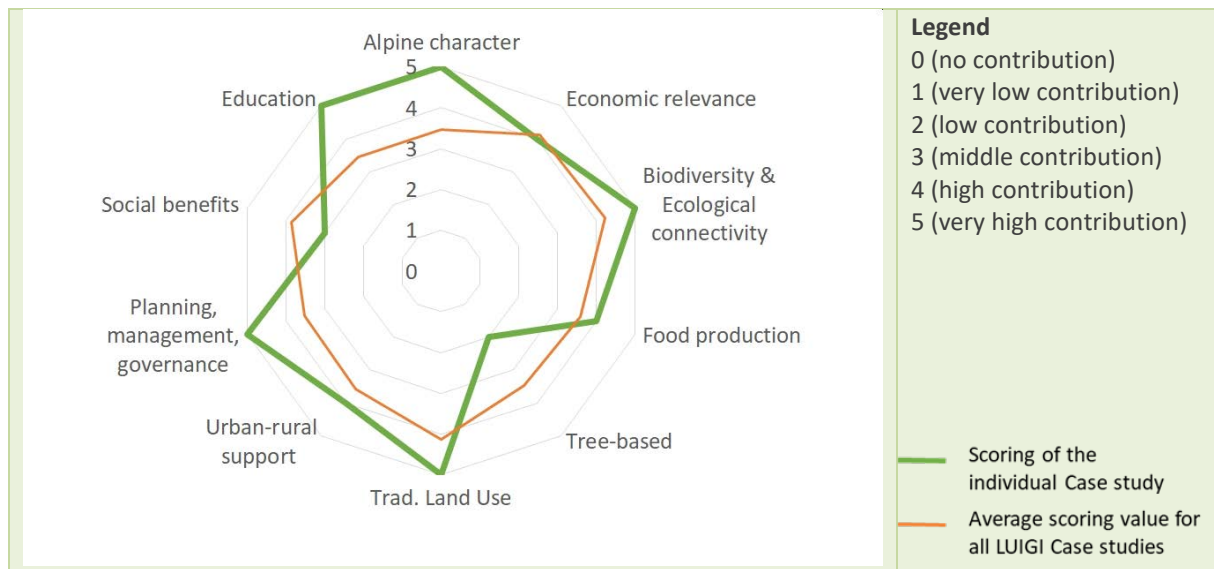 Alpine character
Economic relevance
Biodiversity &
Ecological
connectivity
Food production
Tree-based
Trad. Land Use
Urban-rural
support
Planning,
management,
governance
Social benefits
Education
5
4
3
2
1
0
Legend
0 (no contribution)
1 (very low contribution)
2 (low contribution)
3 (middle contribution)
4 (high contribution)
5 (very high contribution)
Scoring of the
individual Case study
Average scoring value for
all LUIGI Case studies